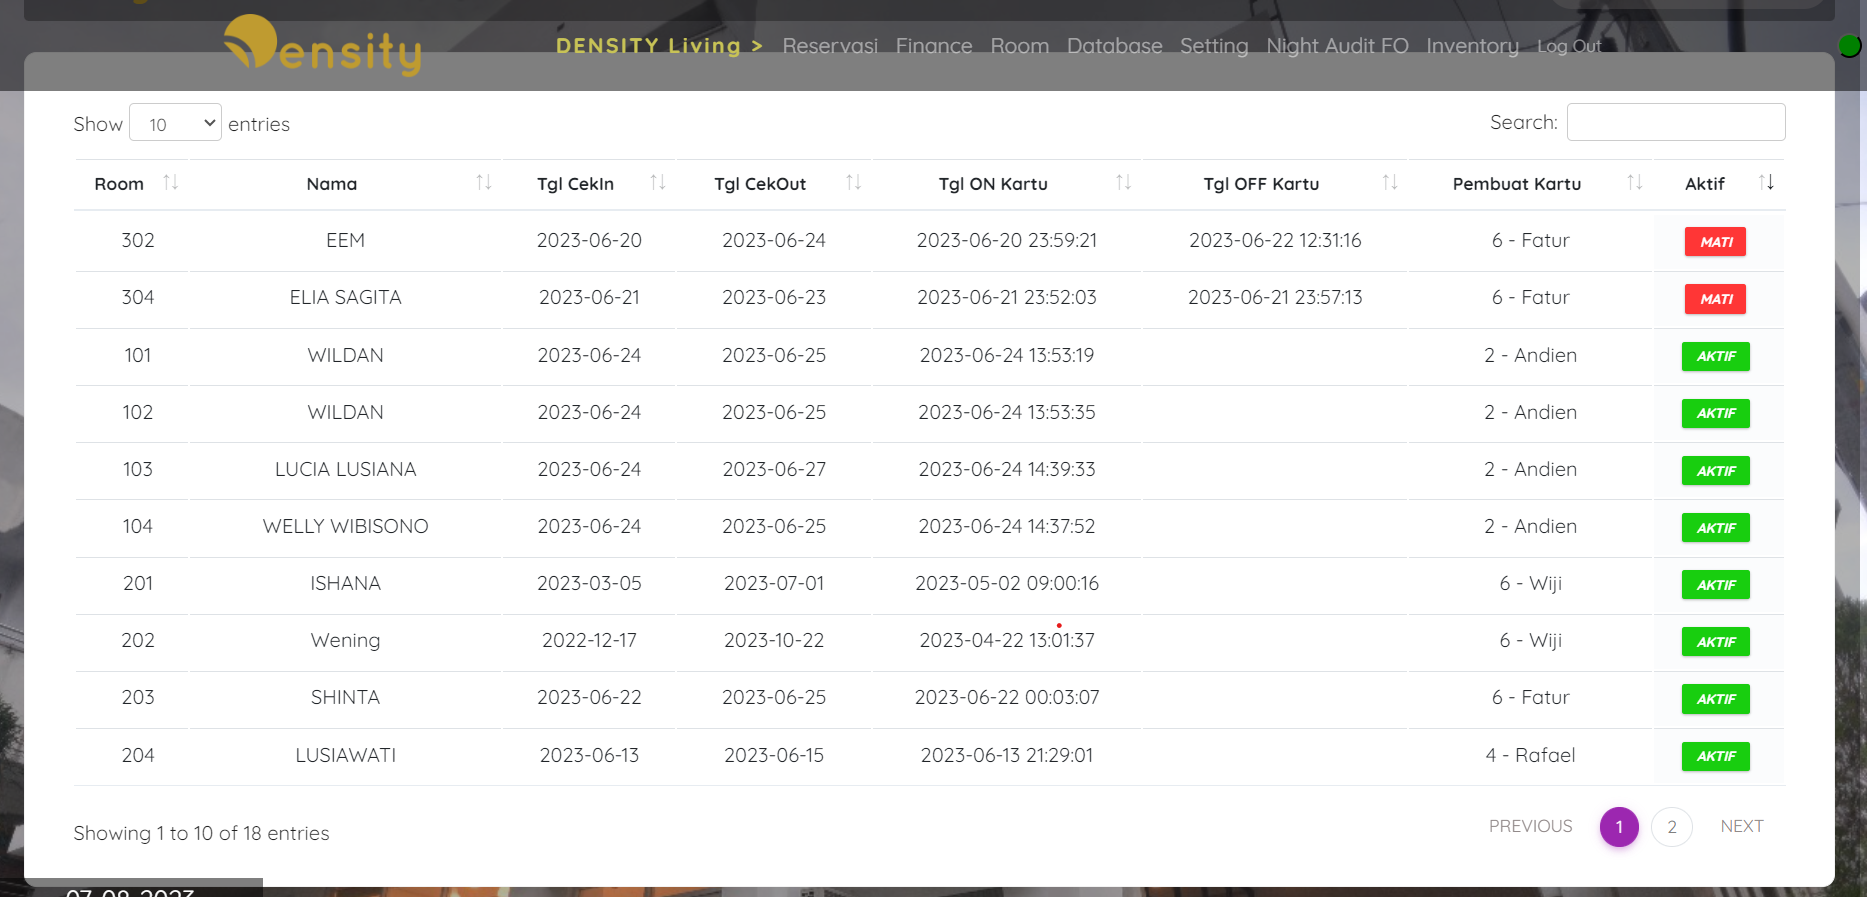 Density
DENSITY Living > Reservasi Finance Room Database Setting Night Audit FO Inventory Log Out
Show 10 entries
Search:
Room Nama Tgl CekIn Tgl CekOut Tgl ON Kartu Tgl OFF Kartu Pembuat Kartu Aktif
302 EEM 2023-06-20 2023-06-24 2023-06-20 23:59:21 2023-06-22 12:31:16 6 - Fatur MATI
304 ELIA SAGITA 2023-06-21 2023-06-23 2023-06-21 23:52:03 2023-06-21 23:57:13 6 - Fatur MATI
101 WILDAN 2023-06-24 2023-06-25 2023-06-24 13:53:19 2 - Andien AKTIF
102 WILDAN 2023-06-24 2023-06-25 2023-06-24 13:53:35 2 - Andien AKTIF
103 LUCIA LUSIANA 2023-06-24 2023-06-27 2023-06-24 14:39:33 2 - Andien AKTIF
104 WELLY WIBISONO 2023-06-24 2023-06-25 2023-06-24 14:37:52 2 - Andien AKTIF
201 ISHANA 2023-03-05 2023-07-01 2023-05-02 09:00:16 6 - Wiji AKTIF
202 Wening 2022-12-17 2023-10-22 2023-04-22 13:01:37 6 - Wiji AKTIF
203 SHINTA 2023-06-22 2023-06-25 2023-06-22 00:03:07 6 - Fatur AKTIF
204 LUSIAWATI 2023-06-13 2023-06-15 2023-06-13 21:29:01 4 - Rafael AKTIF
Showing 1 to 10 of 18 entries
PREVIOUS 1 2 NEXT
07-08-2023